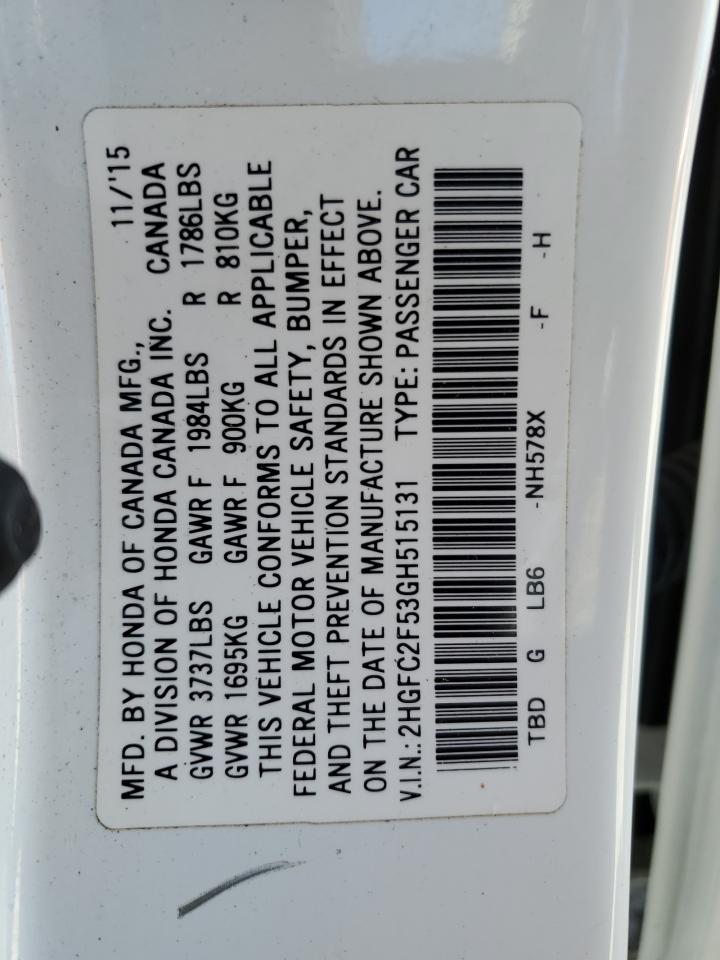 MFD. BY HONDA OF CANADA MFG., 11/'15
A DIVISION OF HONDA CANADA INC. CANADA
GVWR 3737LBS GAWR F 1984LBS R 1786LBS
GVWR 1695KG GAWR F 900KG R 810KG
THIS VEHICLE CONFORMS TO ALL APPLICABLE
FEDERAL MOTOR VEHICLE SAFETY, BUMPER,
AND THEFT PREVENTION STANDARDS IN EFFECT
ON THE DATE OF MANUFACTURE SHOWN ABOVE.
V.I.N.: 2HGFC2F53GH515131 TYPE: PASSENGER CAR
TBD G LB6 -NH578X -F -H